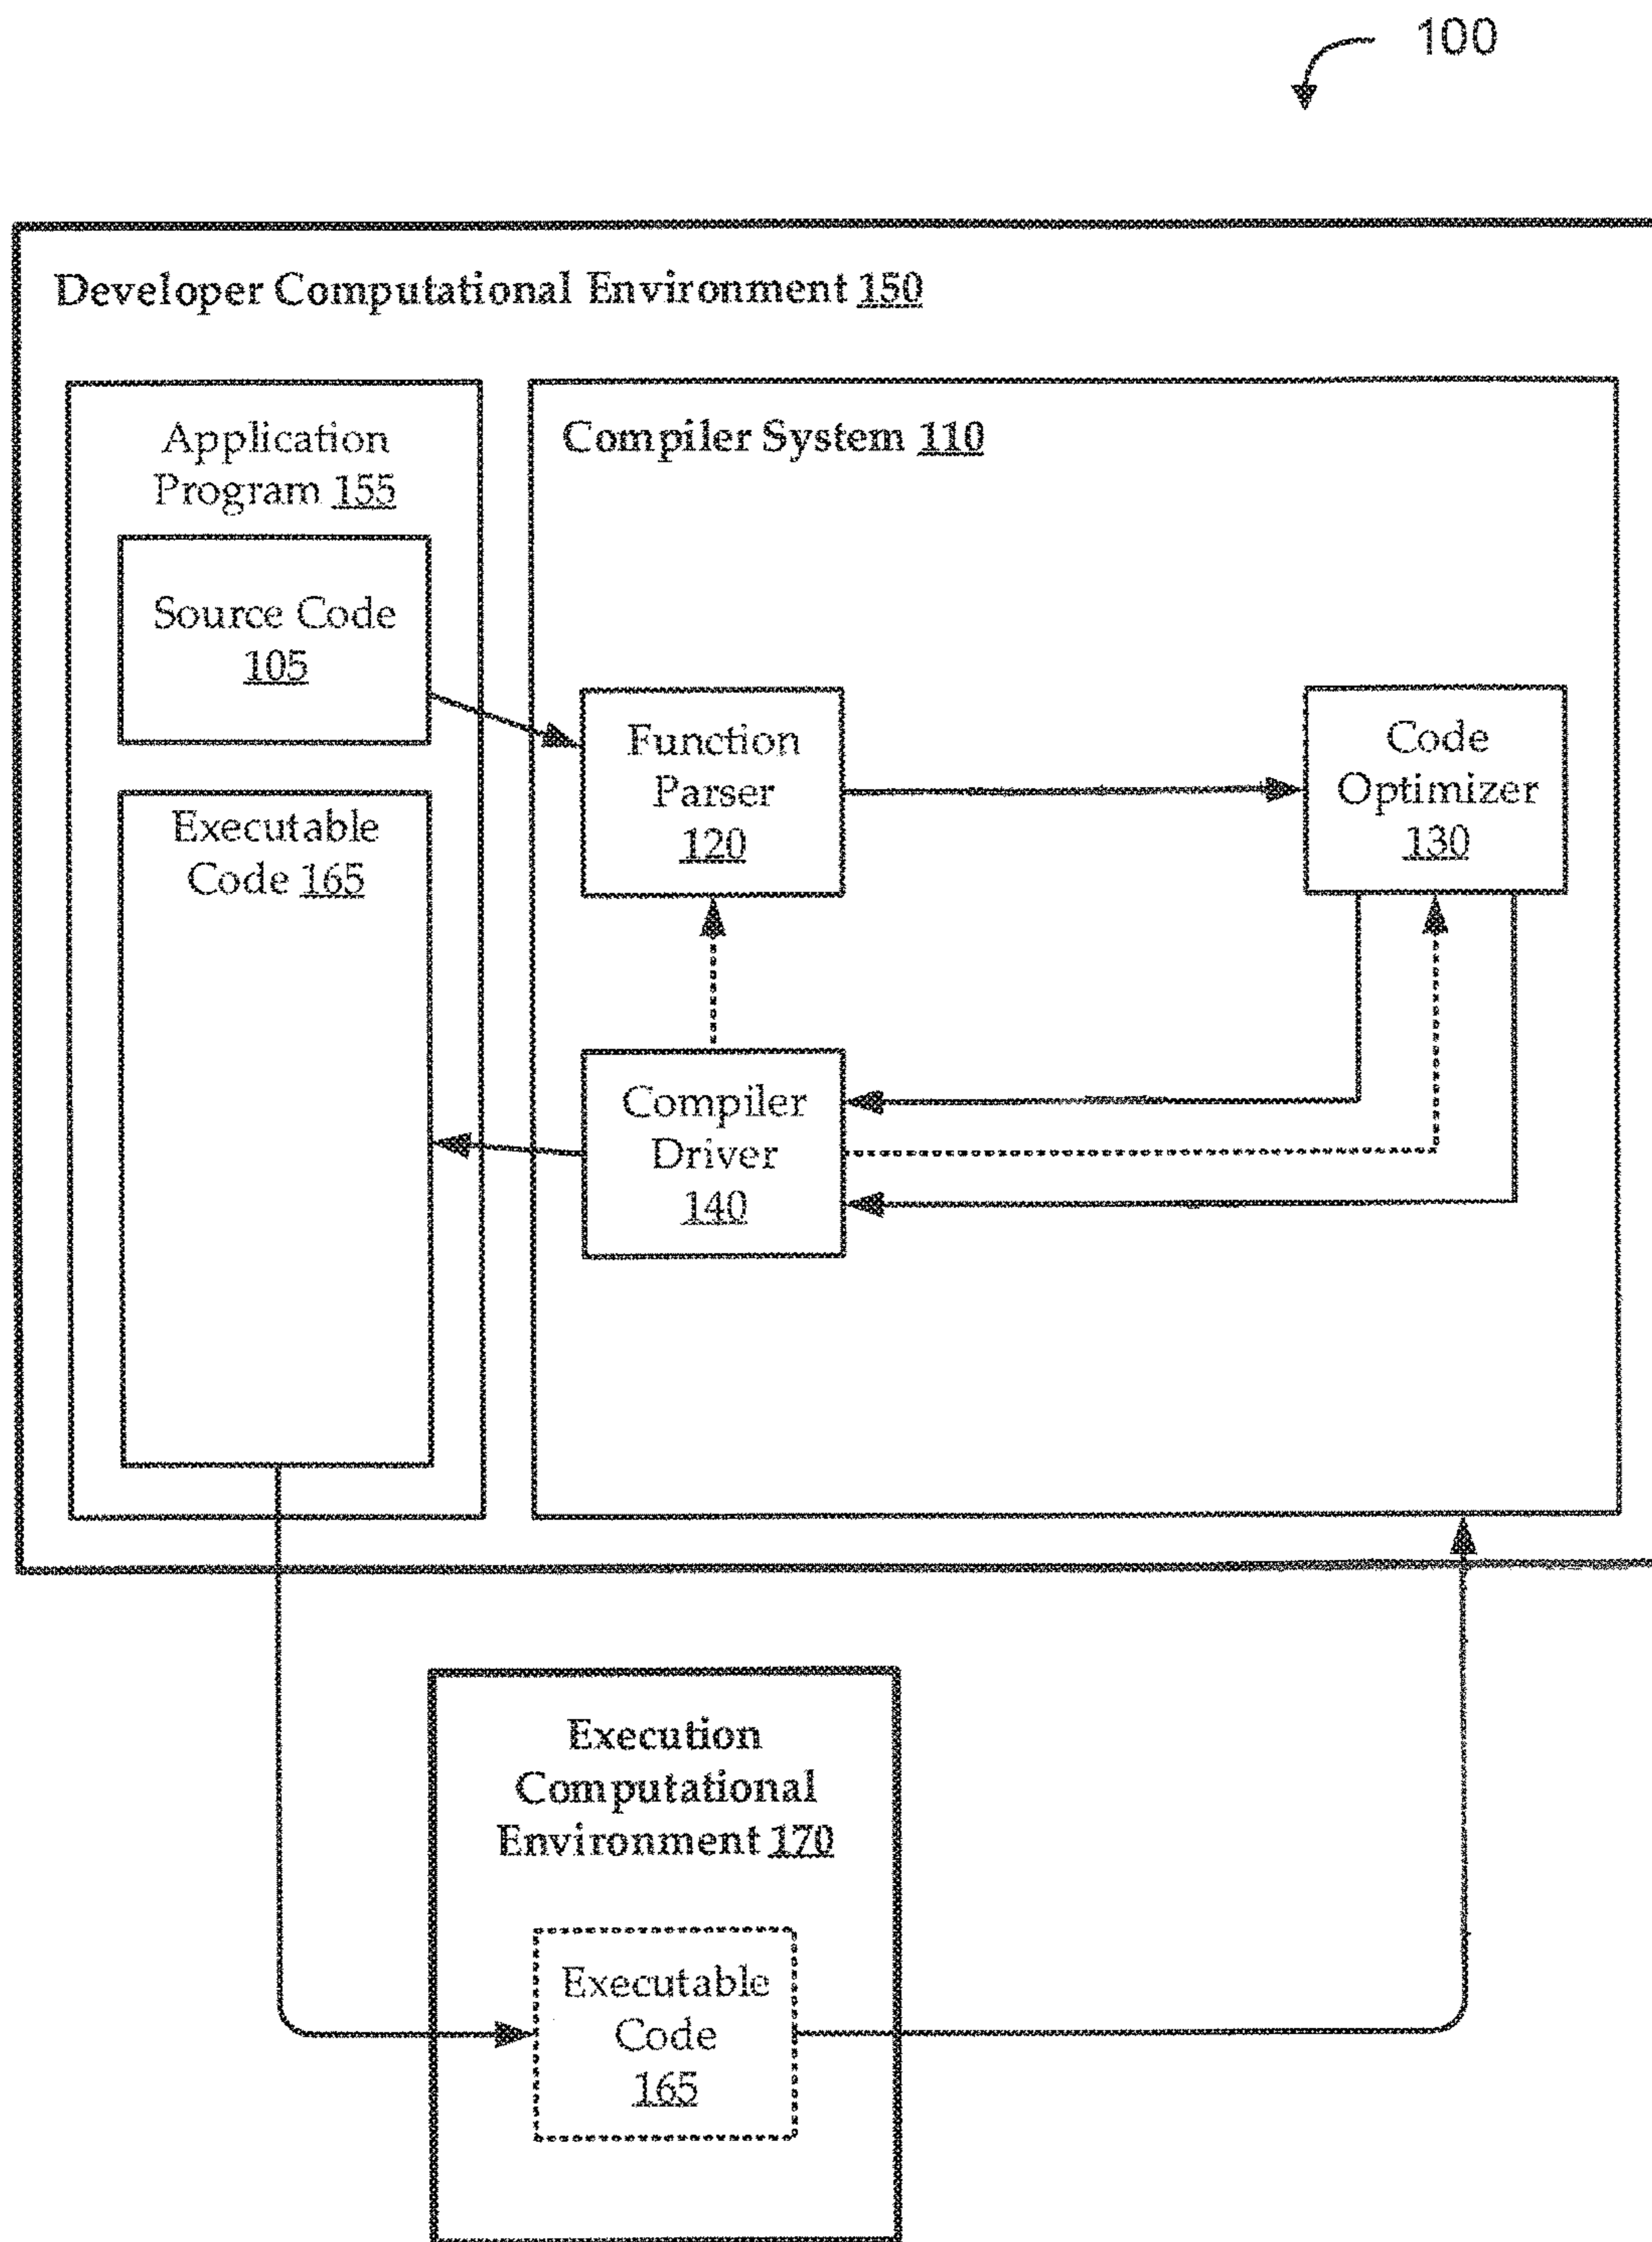 100
Developer Computational Environment 150
Application
Program 155
Source Code
105
Executable
Code 165
Compiler System 110
Function
Parser
120
Code
Optimizer
130
Compiler
Driver
140
Execution
Computational
Environment 170
Executable
Code
165